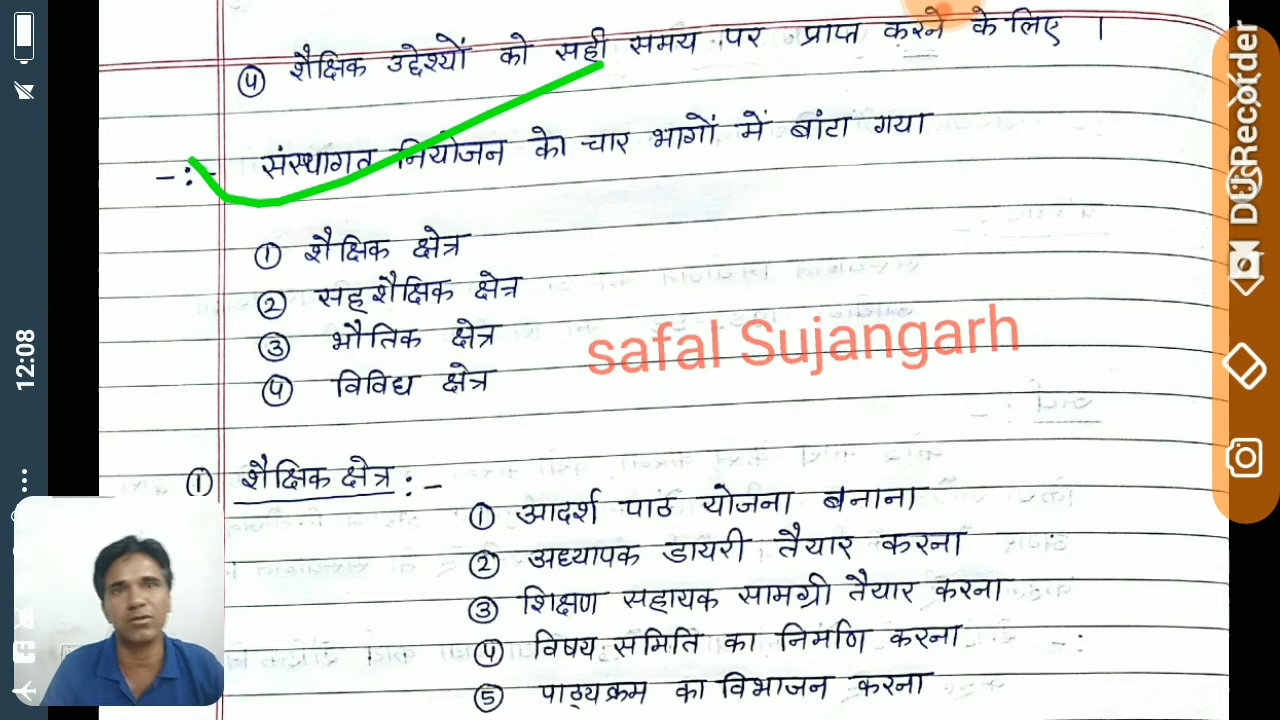 ④ शैक्षिक उद्देश्यों को सही समय पर प्राप्त करने के लिए ।
-:- संस्थागत नियोजन को चार भागों में बांटा गया
① शैक्षिक क्षेत्र
② सहशैक्षिक क्षेत्र
③ भौतिक क्षेत्र
④ विविध क्षेत्र
safal Sujangarh
① शैक्षिक क्षेत्र :-
① आदर्श पाठ योजना बनाना
② अध्यापक डायरी तैयार करना
③ शिक्षण सहायक सामग्री तैयार करना
④ विषय समिति का निर्माण करना
⑤ पाठ्यक्रम का विभाजन करना
12:08
DU Recorder